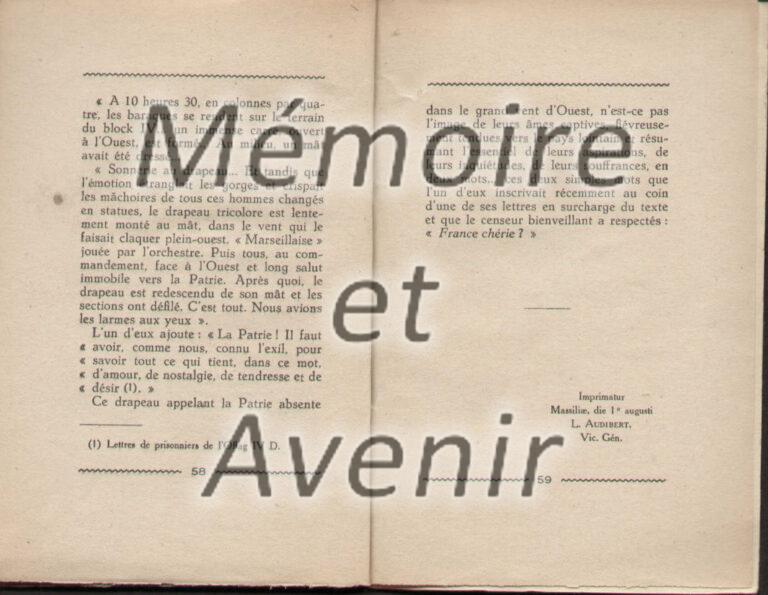 « A 10 heures 30, en colonnes par qua-
tre, les baraques se rendent sur le terrain
du block un immense carré ouvert
à l'Ouest, est formé. Au milieu, un mât
avait été dressé.
« Sonnerie au drapeau... Et tandis que
l'émotion étranglait les gorges et crispait
les mâchoires de tous ces hommes changés
en statues, le drapeau tricolore est lente-
ment monté au mât, dans le vent qui le
faisait claquer plein-ouest. « Marseillaise »
jouée par l'orchestre. Puis tous, au com-
mandement, face à l'Ouest et long salut
immobile vers la Patrie. Après quoi, le
drapeau est redescendu de son mât et les
sections ont défilé. C'est tout. Nous avions
les larmes aux yeux ».
L'un d'eux ajoute : « La Patrie ! Il faut
« avoir, comme nous, connu l'exil, pour
« savoir tout ce qui tient, dans ce mot,
« d'amour, de nostalgie, de tendresse et de
« désir (1). »
Ce drapeau appelant la Patrie absente
(1) Lettres de prisonniers de l'Oflag IV D.
58
dans le grand vent d'Ouest, n'est-ce pas
l'image de leurs âmes captives, fiévreuse-
ment tendues vers le pays lointain et résu-
mant l'essentiel de leurs aspirations, de
leurs inquiétudes, de leurs souffrances, en
deux mots... ces deux simples mots que
l'un d'eux inscrivait récemment au coin
d'une de ses lettres en surcharge du texte
et que le censeur bienveillant a respectés :
« France chérie ? »
Imprimatur
Massiliæ, die 1ª augusti
L. AUDIBERT,
Vic. Gén.
59
Mémoire
et
Avenir